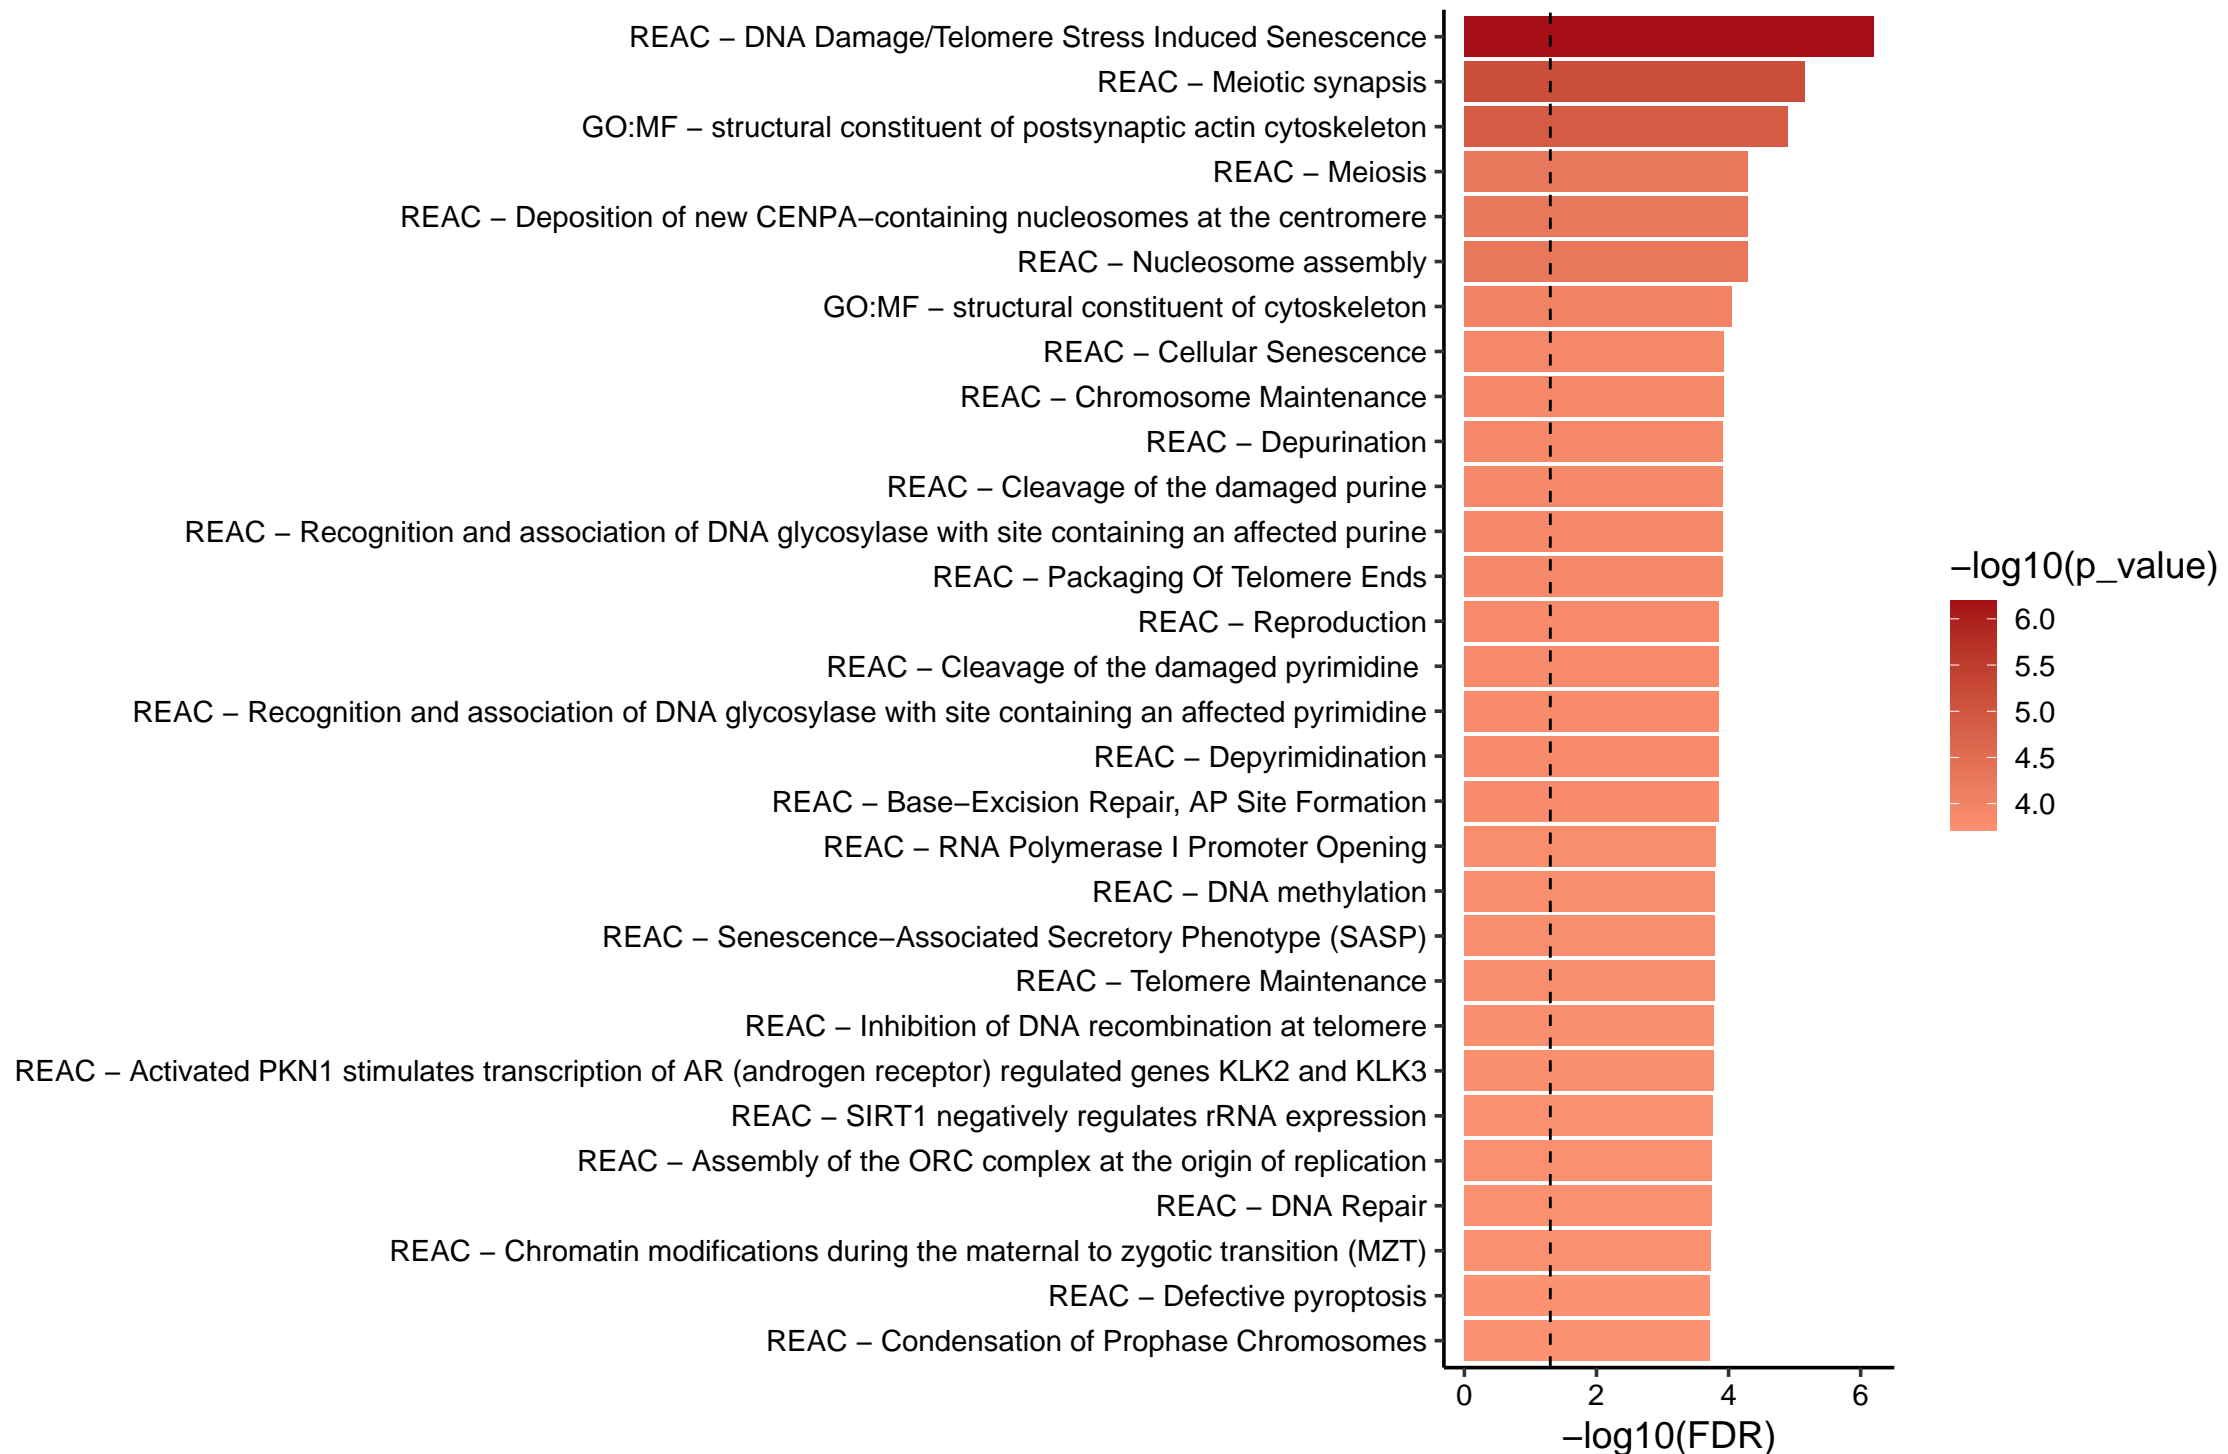 REAC – DNA Damage/Telomere Stress Induced Senescence
REAC – Meiotic synapsis
GO:MF – structural constituent of postsynaptic actin cytoskeleton
REAC – Meiosis
REAC – Deposition of new CENPA–containing nucleosomes at the centromere
REAC – Nucleosome assembly
GO:MF – structural constituent of cytoskeleton
REAC – Cellular Senescence
REAC – Chromosome Maintenance
REAC – Depurination
REAC – Cleavage of the damaged purine
REAC – Recognition and association of DNA glycosylase with site containing an affected purine
REAC – Packaging Of Telomere Ends
REAC – Reproduction
REAC – Cleavage of the damaged pyrimidine
REAC – Recognition and association of DNA glycosylase with site containing an affected pyrimidine
REAC – Depyrimidination
REAC – Base–Excision Repair, AP Site Formation
REAC – RNA Polymerase I Promoter Opening
REAC – DNA methylation
REAC – Senescence–Associated Secretory Phenotype (SASP)
REAC – Telomere Maintenance
REAC – Inhibition of DNA recombination at telomere
REAC – Activated PKN1 stimulates transcription of AR (androgen receptor) regulated genes KLK2 and KLK3
REAC – SIRT1 negatively regulates rRNA expression
REAC – Assembly of the ORC complex at the origin of replication
REAC – DNA Repair
REAC – Chromatin modifications during the maternal to zygotic transition (MZT)
REAC – Defective pyroptosis
REAC – Condensation of Prophase Chromosomes
0 2 4 6
–log10(FDR)
–log10(p_value)
6.0
5.5
5.0
4.5
4.0